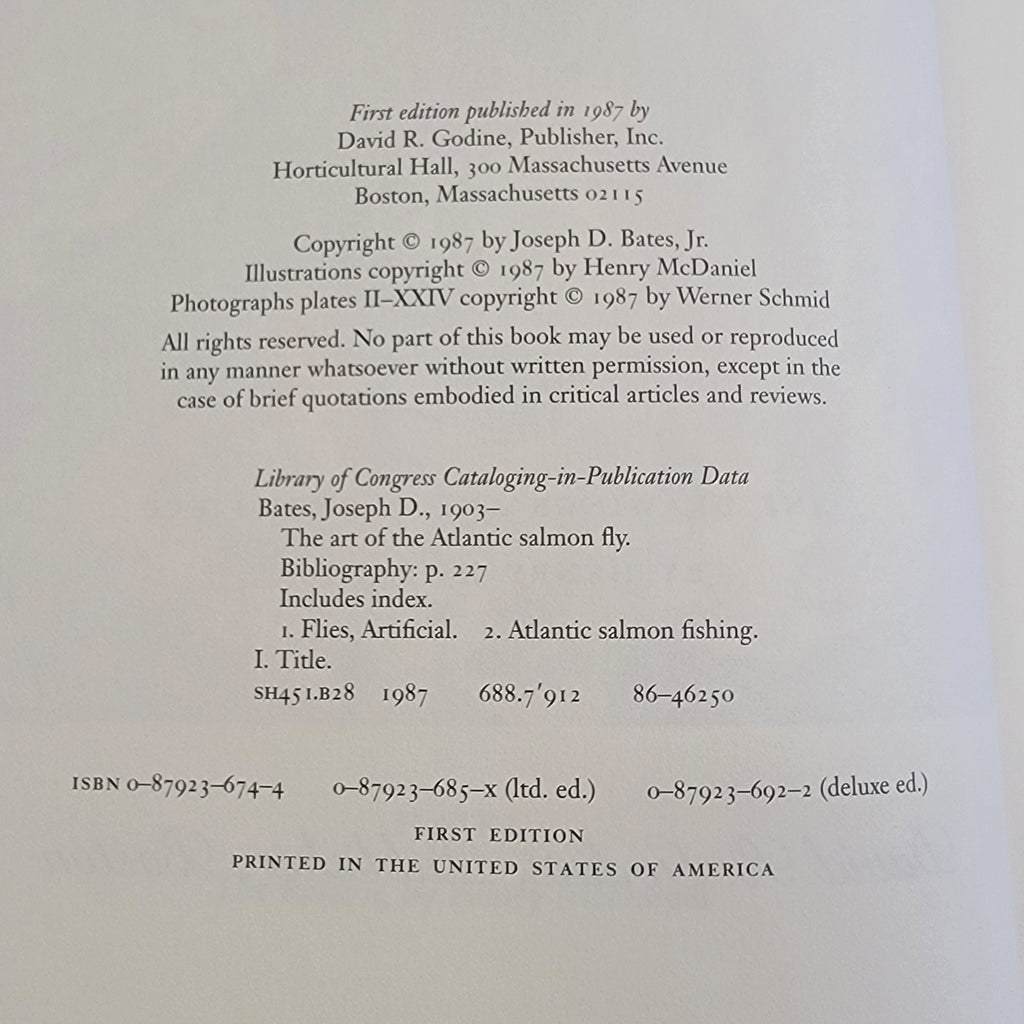 First edition published in 1987 by
David R. Godine, Publisher, Inc.
Horticultural Hall, 300 Massachusetts Avenue
Boston, Massachusetts 02115
Copyright © 1987 by Joseph D. Bates, Jr.
Illustrations copyright © 1987 by Henry McDaniel
Photographs plates II–XXIV copyright © 1987 by Werner Schmid
All rights reserved. No part of this book may be used or reproduced
in any manner whatsoever without written permission, except in the
case of brief quotations embodied in critical articles and reviews.
Library of Congress Cataloging-in-Publication Data
Bates, Joseph D., 1903–
The art of the Atlantic salmon fly.
Bibliography: p. 227
Includes index.
1. Flies, Artificial. 2. Atlantic salmon fishing.
I. Title.
SH451.B28 1987 688.7′912 86–46250
ISBN 0–87923–674–4 0–87923–685–X (ltd. ed.) 0–87923–692–2 (deluxe ed.)
FIRST EDITION
PRINTED IN THE UNITED STATES OF AMERICA